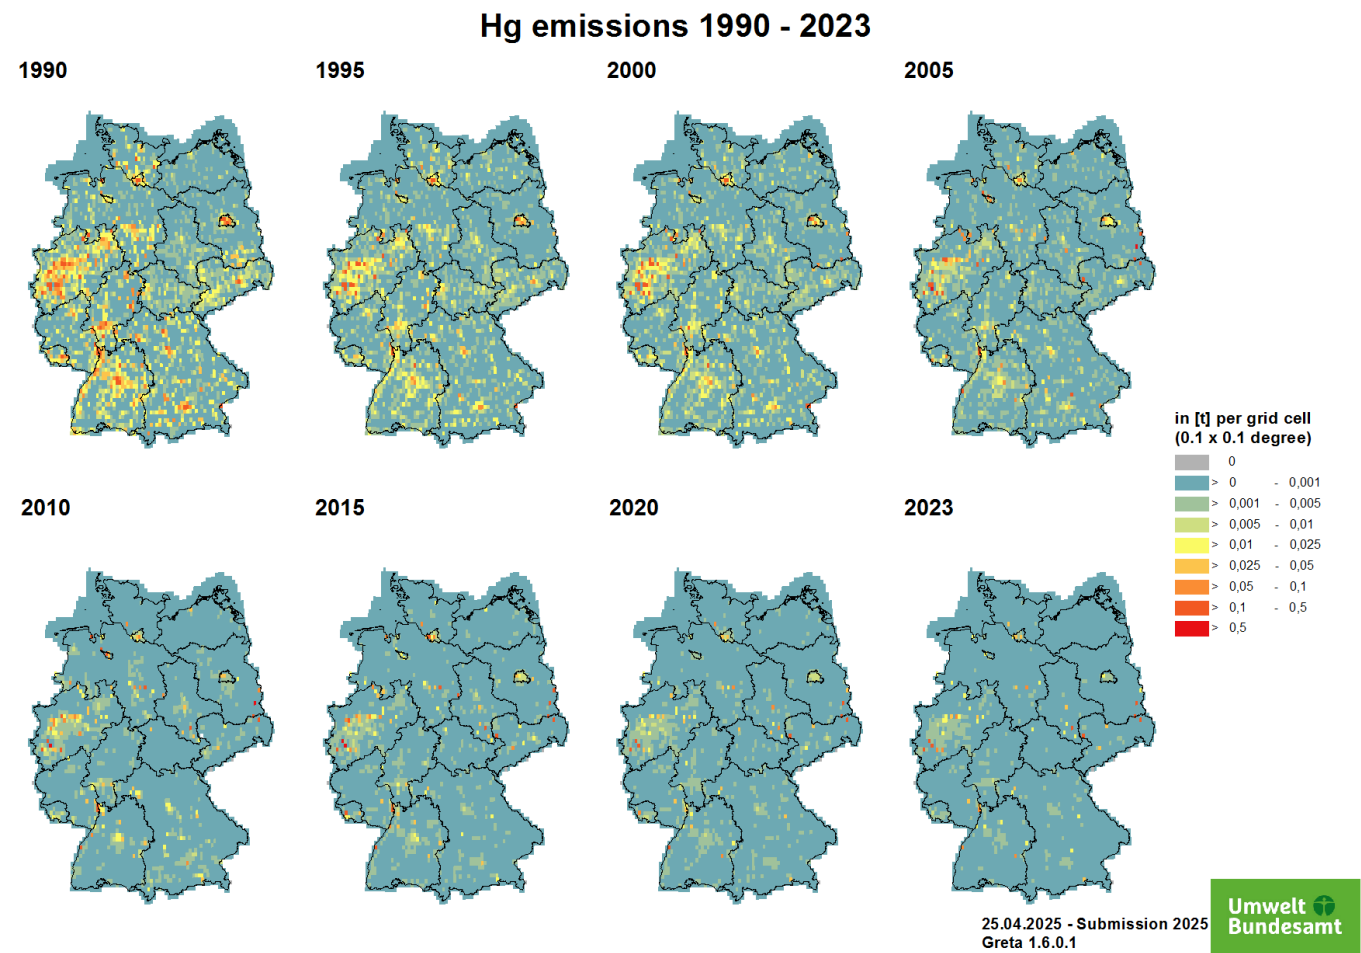 Hg emissions 1990 - 2023
1990
1995
2000
2005
in [t] per grid cell
(0.1 x 0.1 degree)
0
> 0 - 0,001
> 0,001 - 0,005
> 0,005 - 0,01
> 0,01 - 0,025
> 0,025 - 0,05
> 0,05 - 0,1
> 0,1 - 0,5
> 0,5
2010
2015
2020
2023
25.04.2025 - Submission 2025
Greta 1.6.0.1
Umwelt
Bundesamt